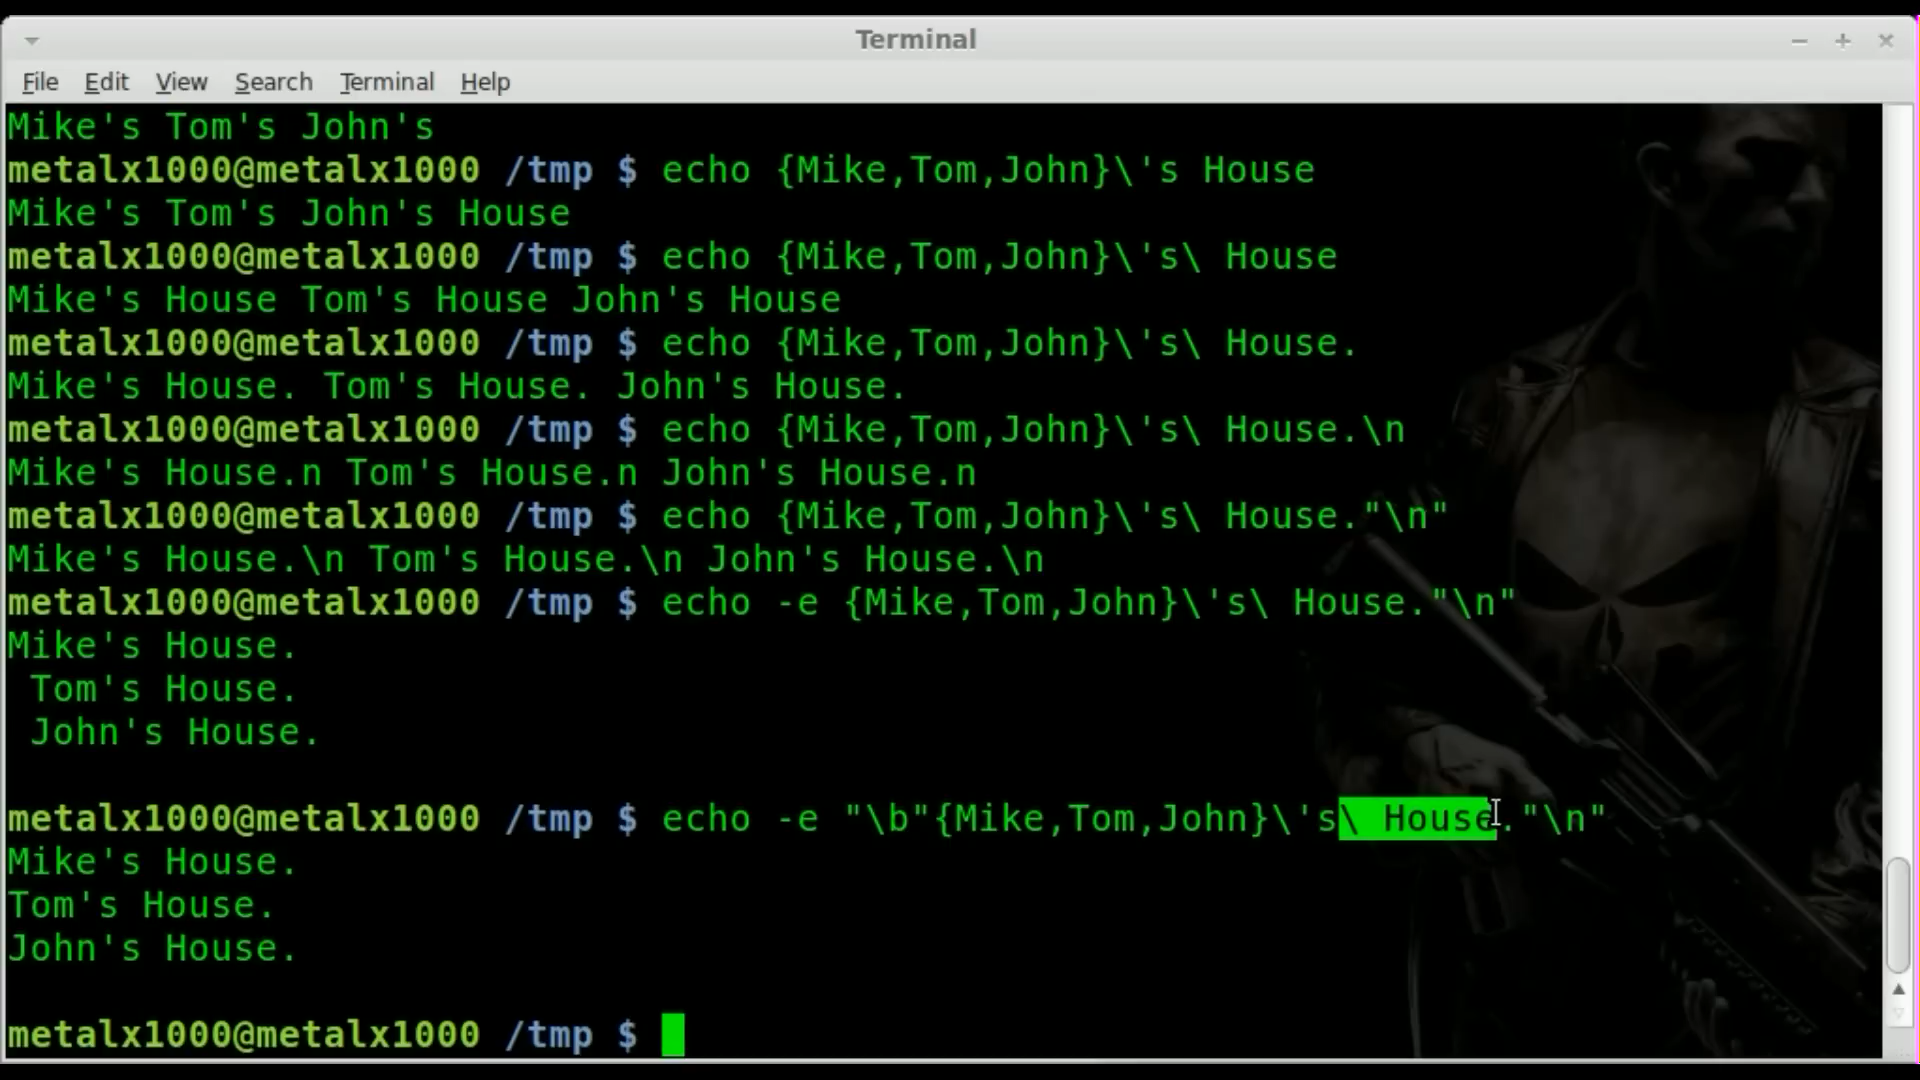 Terminal
File Edit View Search Terminal Help
Mike's Tom's John's
metalx1000@metalx1000 /tmp $ echo {Mike,Tom,John}\'s House
Mike's Tom's John's House
metalx1000@metalx1000 /tmp $ echo {Mike,Tom,John}\'s\ House
Mike's House Tom's House John's House
metalx1000@metalx1000 /tmp $ echo {Mike,Tom,John}\'s\ House.
Mike's House. Tom's House. John's House.
metalx1000@metalx1000 /tmp $ echo {Mike,Tom,John}\'s\ House.\n
Mike's House.n Tom's House.n John's House.n
metalx1000@metalx1000 /tmp $ echo {Mike,Tom,John}\'s\ House."\n"
Mike's House.\n Tom's House.\n John's House.\n
metalx1000@metalx1000 /tmp $ echo -e {Mike,Tom,John}\'s\ House."\n"
Mike's House.
 Tom's House.
 John's House.
metalx1000@metalx1000 /tmp $ echo -e "\b"{Mike,Tom,John}\'s\ House."\n"
Mike's House.
Tom's House.
John's House.
metalx1000@metalx1000 /tmp $